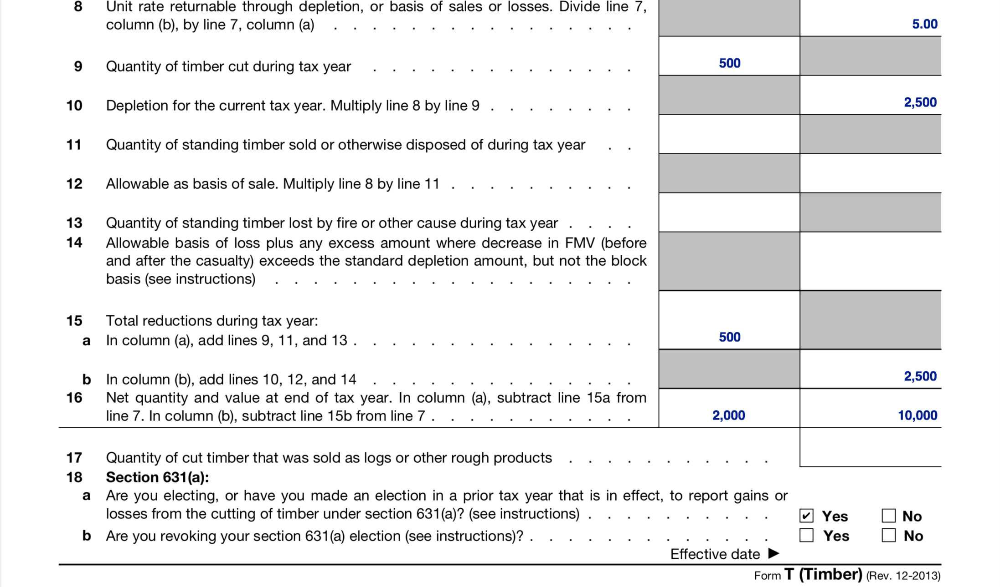 8 Unit rate returnable through depletion, or basis of sales or losses. Divide line 7,
column (b), by line 7, column (a) . . . . . . . . . . . . . . . . 5.00
9 Quantity of timber cut during tax year . . . . . . . . . . . . . . 500
10 Depletion for the current tax year. Multiply line 8 by line 9 . . . . . . . . 2,500
11 Quantity of standing timber sold or otherwise disposed of during tax year . .
12 Allowable as basis of sale. Multiply line 8 by line 11 . . . . . . . . . .
13 Quantity of standing timber lost by fire or other cause during tax year . . . .
14 Allowable basis of loss plus any excess amount where decrease in FMV (before
and after the casualty) exceeds the standard depletion amount, but not the block
basis (see instructions) . . . . . . . . . . . . . . . . . . .
15 Total reductions during tax year:
a In column (a), add lines 9, 11, and 13 . . . . . . . . . . . . . . . 500
b In column (b), add lines 10, 12, and 14 . . . . . . . . . . . . . . 2,500
16 Net quantity and value at end of tax year. In column (a), subtract line 15a from
line 7. In column (b), subtract line 15b from line 7 . . . . . . . . . . . 2,000 10,000
17 Quantity of cut timber that was sold as logs or other rough products . . . . . . . . . . .
18 Section 631(a):
a Are you electing, or have you made an election in a prior tax year that is in effect, to report gains or
losses from the cutting of timber under section 631(a)? (see instructions) . . . . . . . . . . ✔ Yes No
b Are you revoking your section 631(a) election (see instructions)? . . . . . . . . . . . . . Yes No
Effective date ▶
Form T (Timber) (Rev. 12-2013)